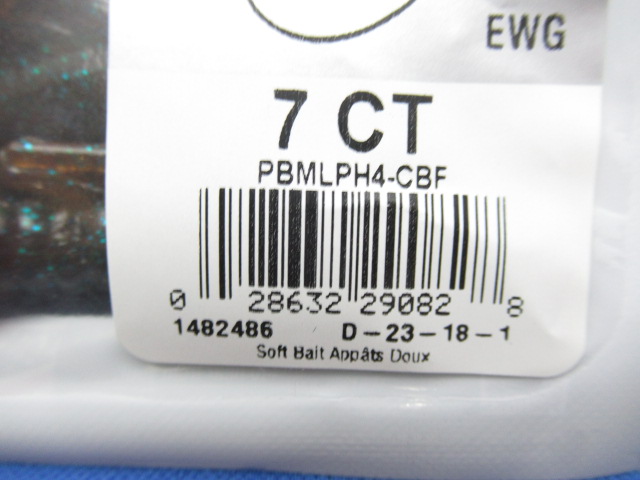 EWG
7 CT
PBMLPH4-CBF
0 28632 29082 8
1482486 D-23-18-1
Soft Bait Appâts Doux